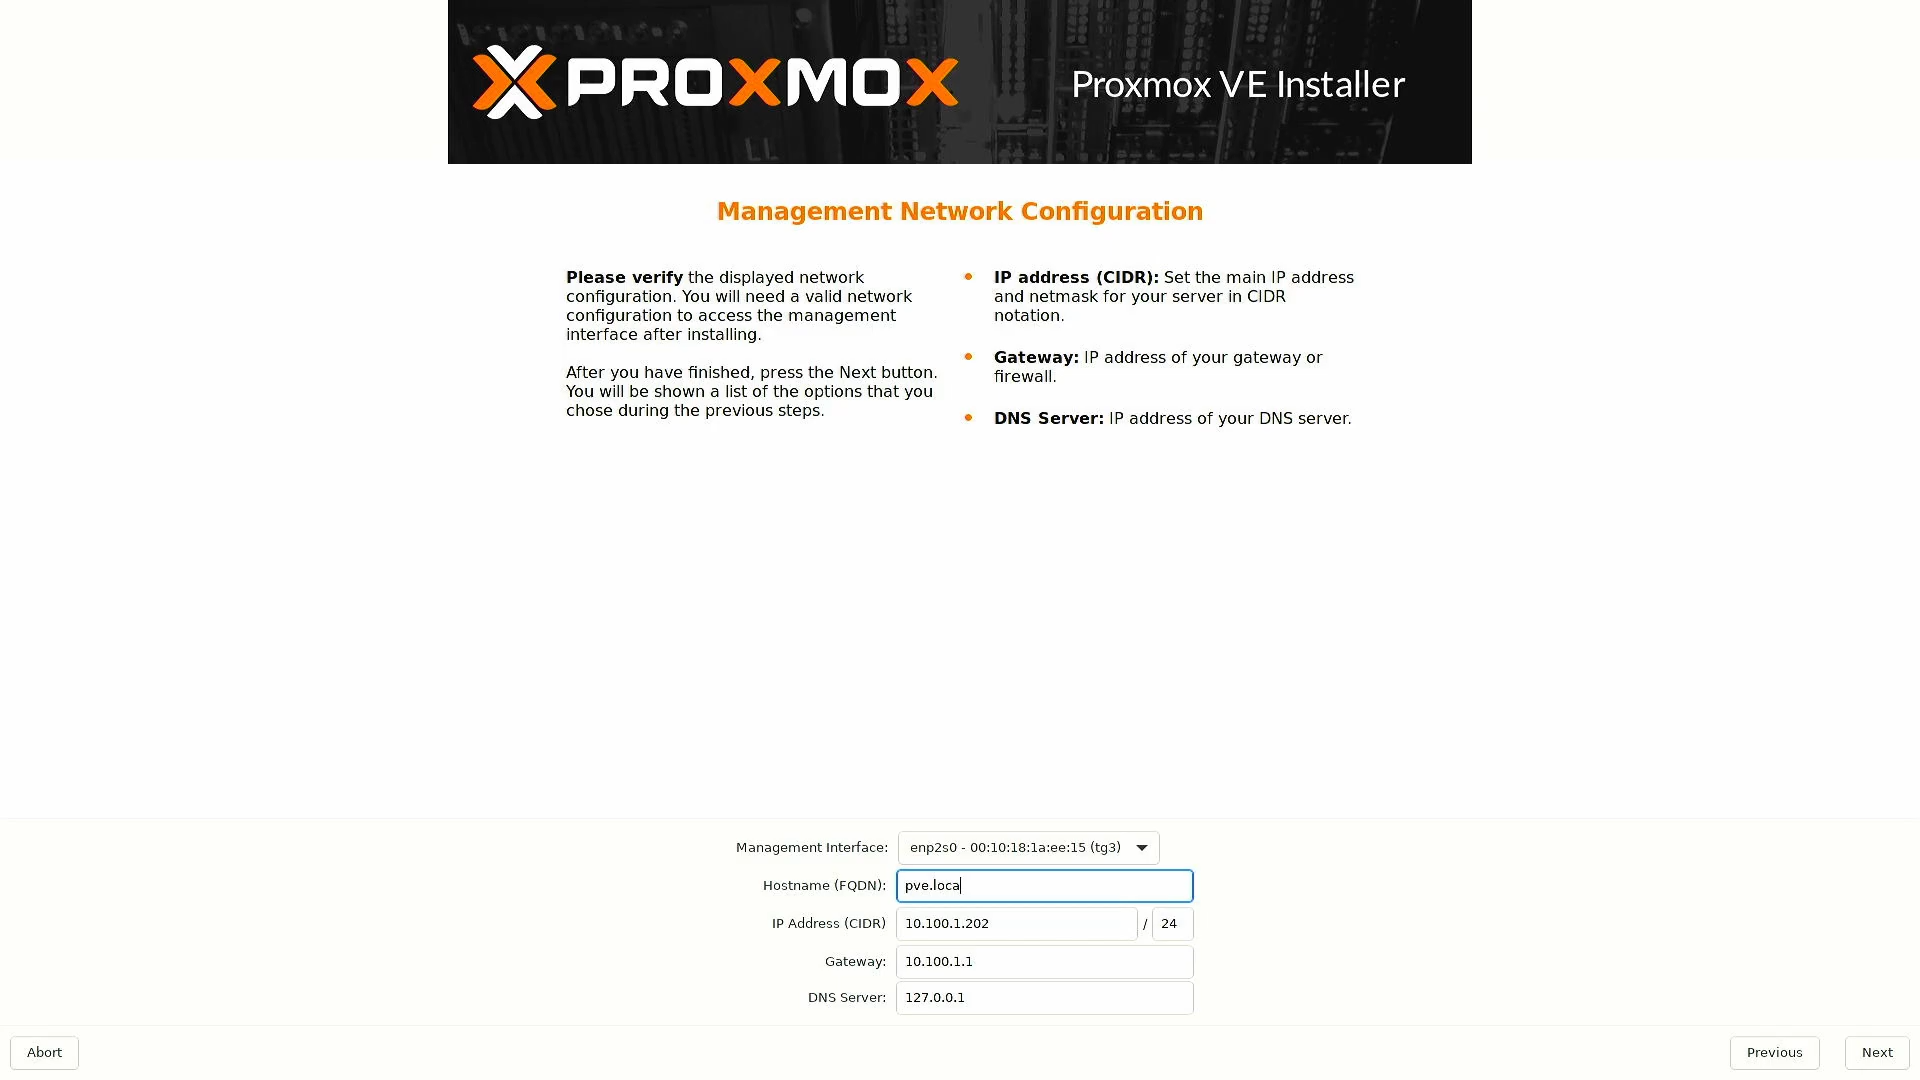 PROXMOX
Proxmox VE Installer
Management Network Configuration
Please verify the displayed network
configuration. You will need a valid network
configuration to access the management
interface after installing.
After you have finished, press the Next button.
You will be shown a list of the options that you
chose during the previous steps.
IP address (CIDR): Set the main IP address
and netmask for your server in CIDR
notation.
Gateway: IP address of your gateway or
firewall.
DNS Server: IP address of your DNS server.
Management Interface: enp2s0 - 00:10:18:1a:ee:15 (tg3)
Hostname (FQDN): pve.loca
IP Address (CIDR) 10.100.1.202 / 24
Gateway: 10.100.1.1
DNS Server: 127.0.0.1
Abort Previous Next